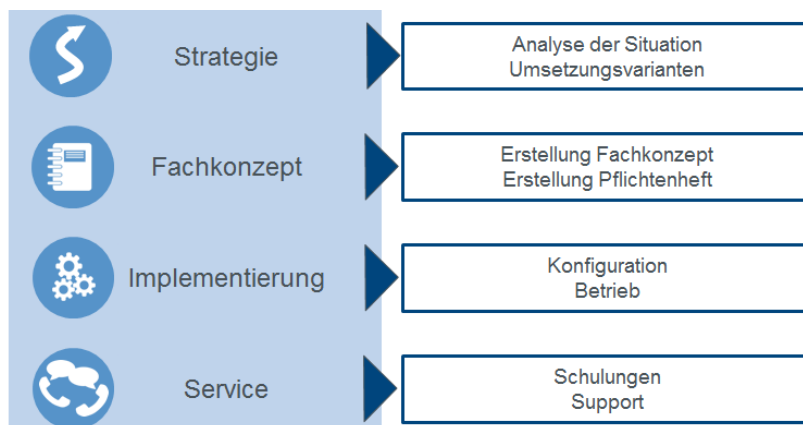 Strategie
Analyse der Situation
Umsetzungsvarianten
Fachkonzept
Erstellung Fachkonzept
Erstellung Pflichtenheft
Implementierung
Konfiguration
Betrieb
Service
Schulungen
Support